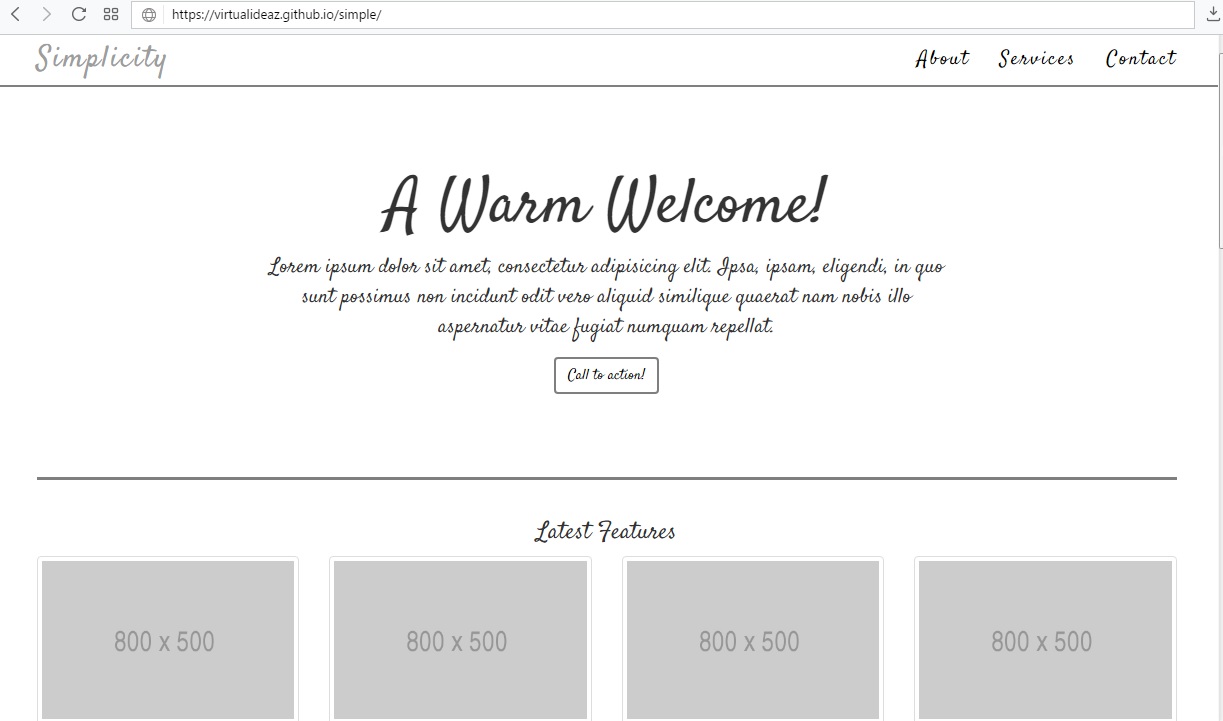 https://virtualideaz.github.io/simple/
Simplicity
About Services Contact
A Warm Welcome!
Lorem ipsum dolor sit amet, consectetur adipisicing elit. Ipsa, ipsam, eligendi, in quo
sunt possimus non incidunt odit vero aliquid similique quaerat nam nobis illo
aspernatur vitae fugiat numquam repellat.
Call to action!
Latest Features
800 x 500 800 x 500 800 x 500 800 x 500